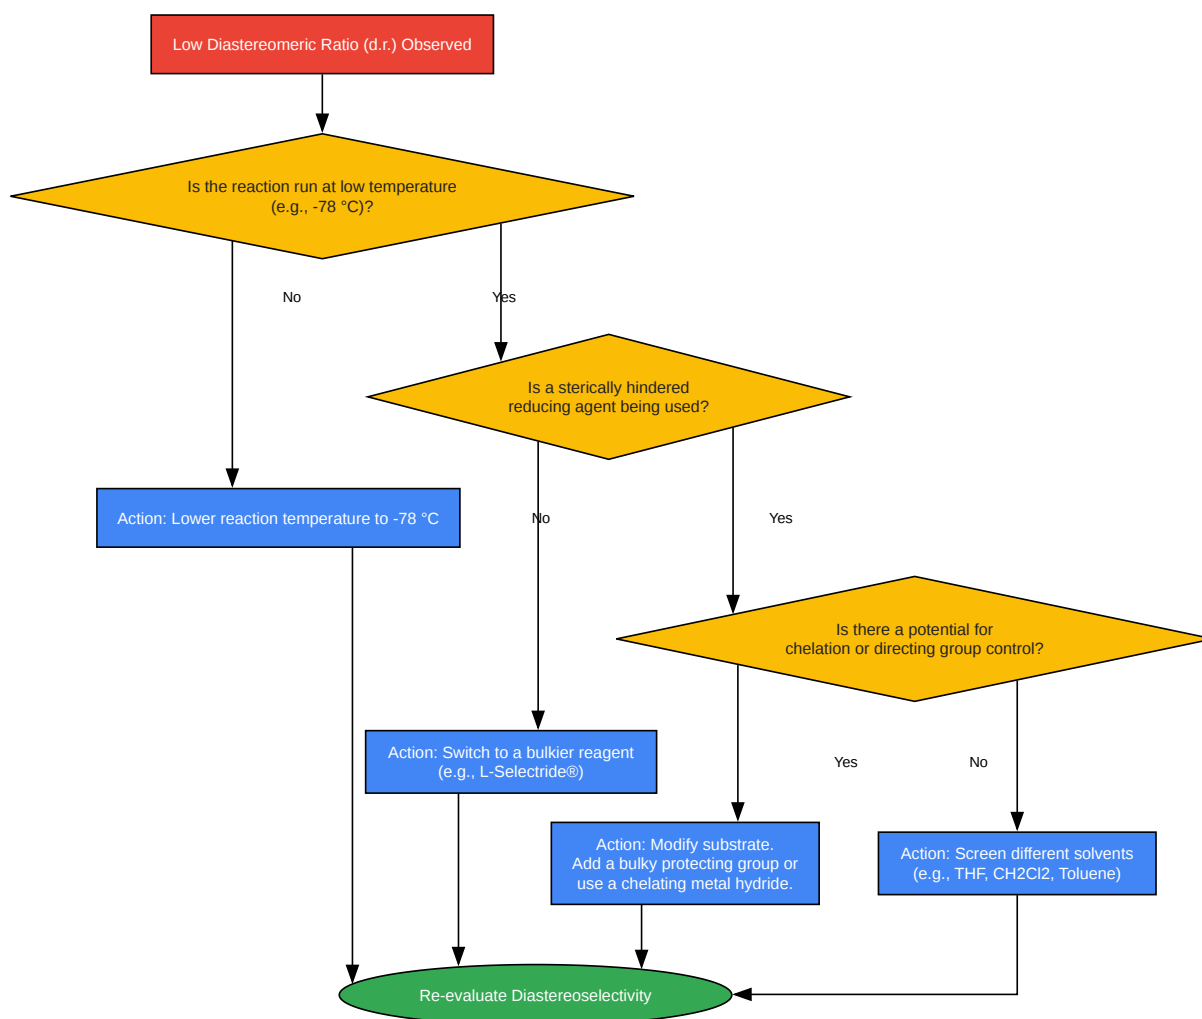 Low Diastereomeric Ratio (d.r.) Observed
Is the reaction run at low temperature
(e.g., -78 °C)?
No
Yes
Is a sterically hindered
reducing agent being used?
Action: Lower reaction temperature to -78 °C
No
Yes
Is there a potential for
chelation or directing group control?
Action: Switch to a bulkier reagent
(e.g., L-Selectride®)
Yes
No
Action: Modify substrate.
Add a bulky protecting group or
use a chelating metal hydride.
Action: Screen different solvents
(e.g., THF, CH2Cl2, Toluene)
Re-evaluate Diastereoselectivity